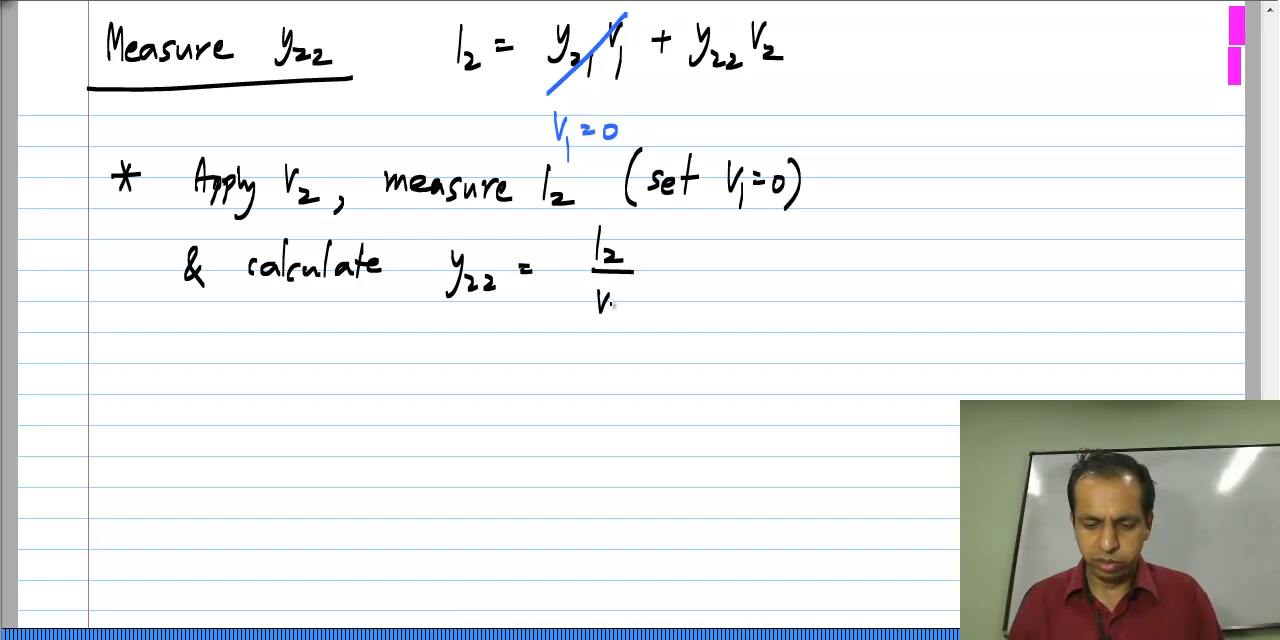 Measure y22 I2 = y21 V1 + y22 V2
V1 = 0
* Apply V2, measure I2 (set V1=0)
& calculate y22 = I2
V